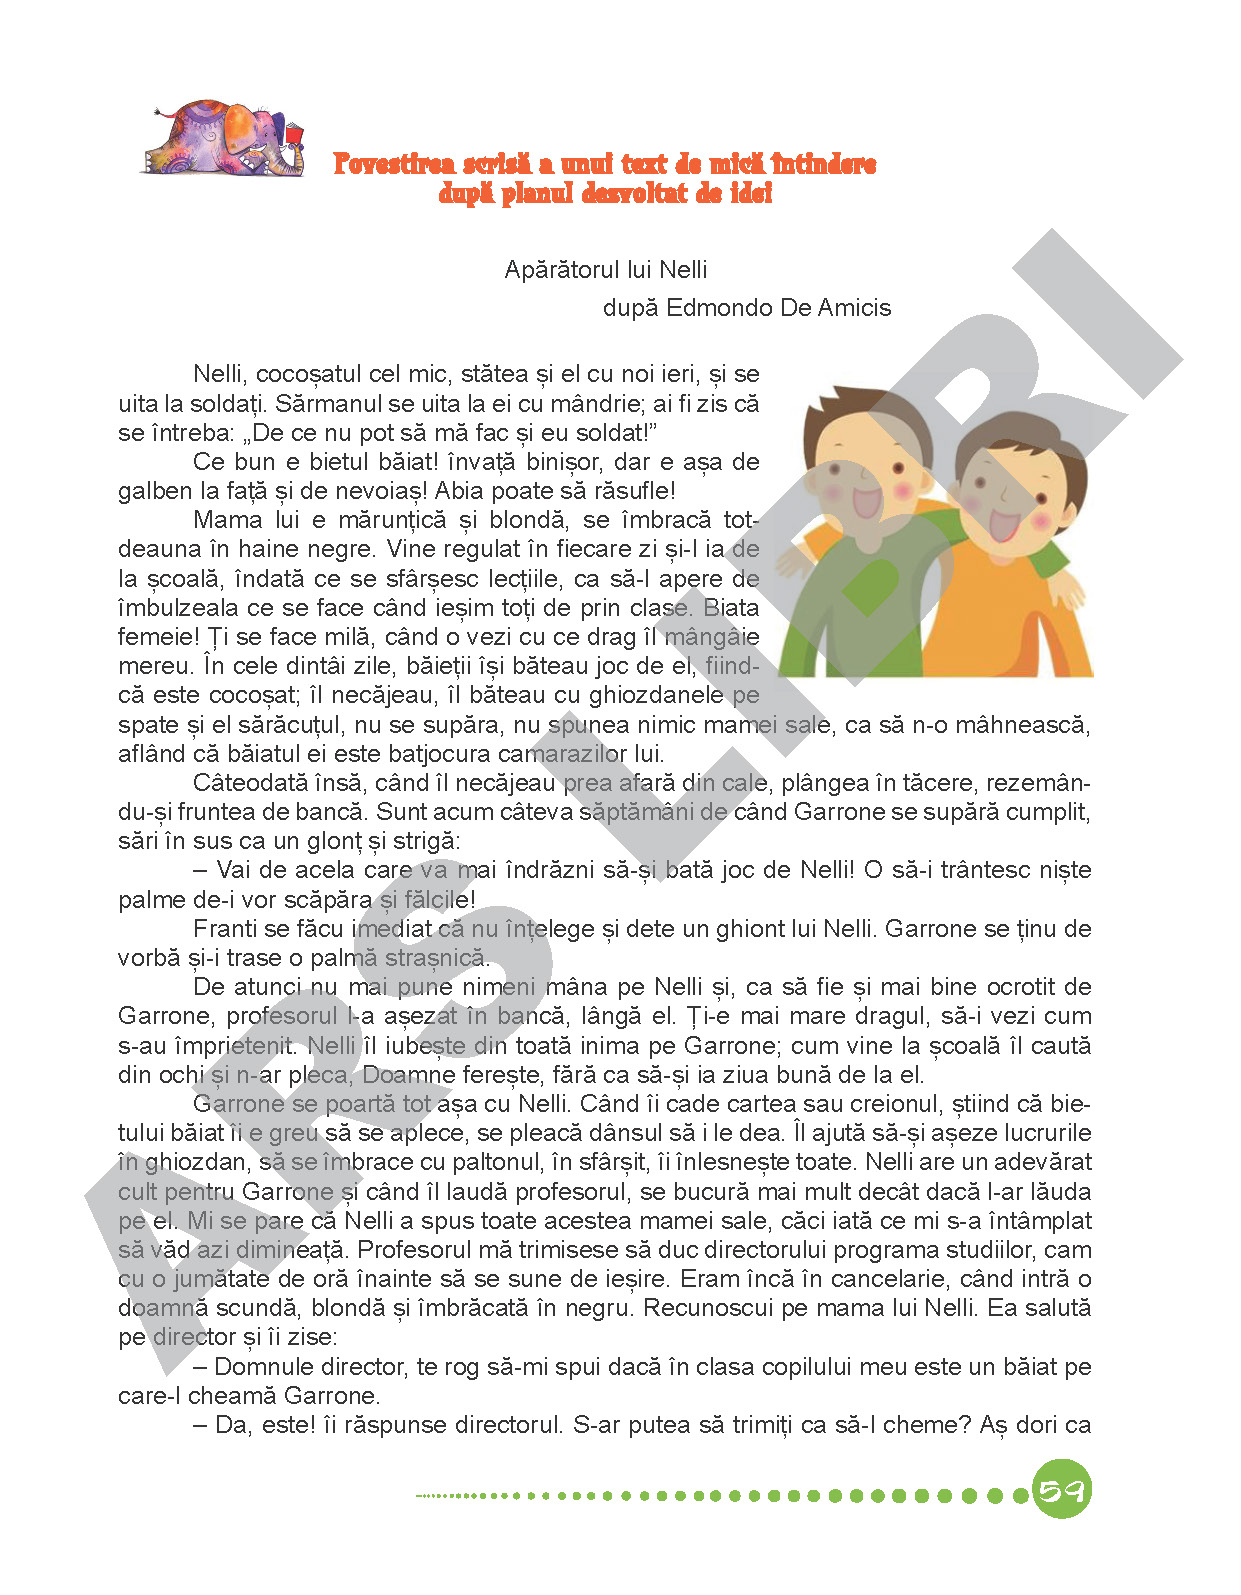 Povestirea scrisă a unui text de mică întindere
după planul desvoltat de idei
Apărătorul lui Nelli
după Edmondo De Amicis
Nelli, cocoșatul cel mic, stătea și el cu noi ieri, și se
uita la soldați. Sărmanul se uita la ei cu mândrie; ai fi zis că
se întreba: „De ce nu pot să mă fac și eu soldat!”
Ce bun e bietul băiat! învață binișor, dar e așa de
galben la față și de nevoiaș! Abia poate să răsufle!
Mama lui e mărunțică și blondă, se îmbracă tot-
deauna în haine negre. Vine regulat în fiecare zi și-l ia de
la școală, îndată ce se sfârșesc lecțiile, ca să-l apere de
îmbulzeala ce se face când ieșim toți de prin clase. Biata
femeie! Ți se face milă, când o vezi cu ce drag îl mângâie
mereu. În cele dintâi zile, băieții își băteau joc de el, fiind-
că este cocoșat; îl necăjeau, îl băteau cu ghiozdanele pe
spate și el sărăcuțul, nu se supăra, nu spunea nimic mamei sale, ca să n-o mâhnească,
aflând că băiatul ei este batjocura camarazilor lui.
Câteodată însă, când îl necăjeau prea afară din cale, plângea în tăcere, rezemân-
du-și fruntea de bancă. Sunt acum câteva săptămâni de când Garrone se supără cumplit,
sări în sus ca un glonț și strigă:
– Vai de acela care va mai îndrăzni să-și bată joc de Nelli! O să-i trântesc niște
palme de-i vor scăpăra și fălcile!
Franti se făcu imediat că nu înțelege și dete un ghiont lui Nelli. Garrone se ținu de
vorbă și-i trase o palmă strașnică.
De atunci nu mai pune nimeni mâna pe Nelli și, ca să fie și mai bine ocrotit de
Garrone, profesorul l-a așezat în bancă, lângă el. Ți-e mai mare dragul, să-i vezi cum
s-au împrietenit. Nelli îl iubește din toată inima pe Garrone; cum vine la școală îl caută
din ochi și n-ar pleca, Doamne ferește, fără ca să-și ia ziua bună de la el.
Garrone se poartă tot așa cu Nelli. Când îi cade cartea sau creionul, știind că bie-
tului băiat îi e greu să se aplece, se pleacă dânsul să i le dea. Îl ajută să-și așeze lucrurile
în ghiozdan, să se îmbrace cu paltonul, în sfârșit, îi înlesnește toate. Nelli are un adevărat
cult pentru Garrone și când îl laudă profesorul, se bucură mai mult decât dacă l-ar lăuda
pe el. Mi se pare că Nelli a spus toate acestea mamei sale, căci iată ce mi s-a întâmplat
să văd azi dimineață. Profesorul mă trimisese să duc directorului programa studiilor, cam
cu o jumătate de oră înainte să se sune de ieșire. Eram încă în cancelarie, când intră o
doamnă scundă, blondă și îmbrăcată în negru. Recunoscui pe mama lui Nelli. Ea salută
pe director și îi zise:
– Domnule director, te rog să-mi spui dacă în clasa copilului meu este un băiat pe
care-l cheamă Garrone.
– Da, este! îi răspunse directorul. S-ar putea să trimiți ca să-l cheme? Aș dori ca
59
ARS LIBRI